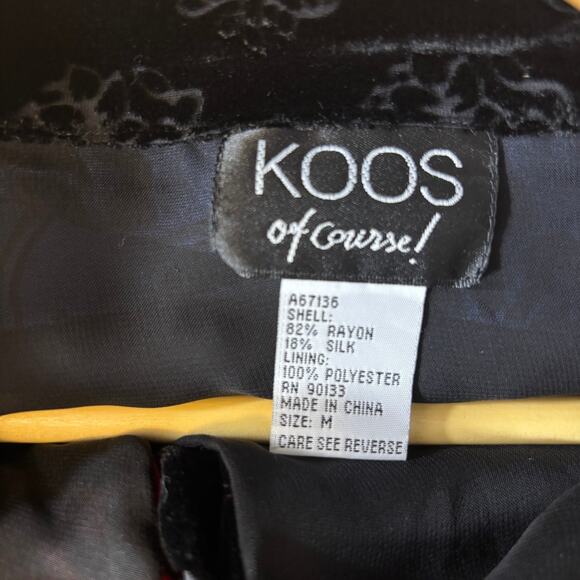 KOOS
of Course!
A67136
SHELL:
82% RAYON
18% SILK
LINING:
100% POLYESTER
RN 90133
MADE IN CHINA
SIZE: M
CARE SEE REVERSE